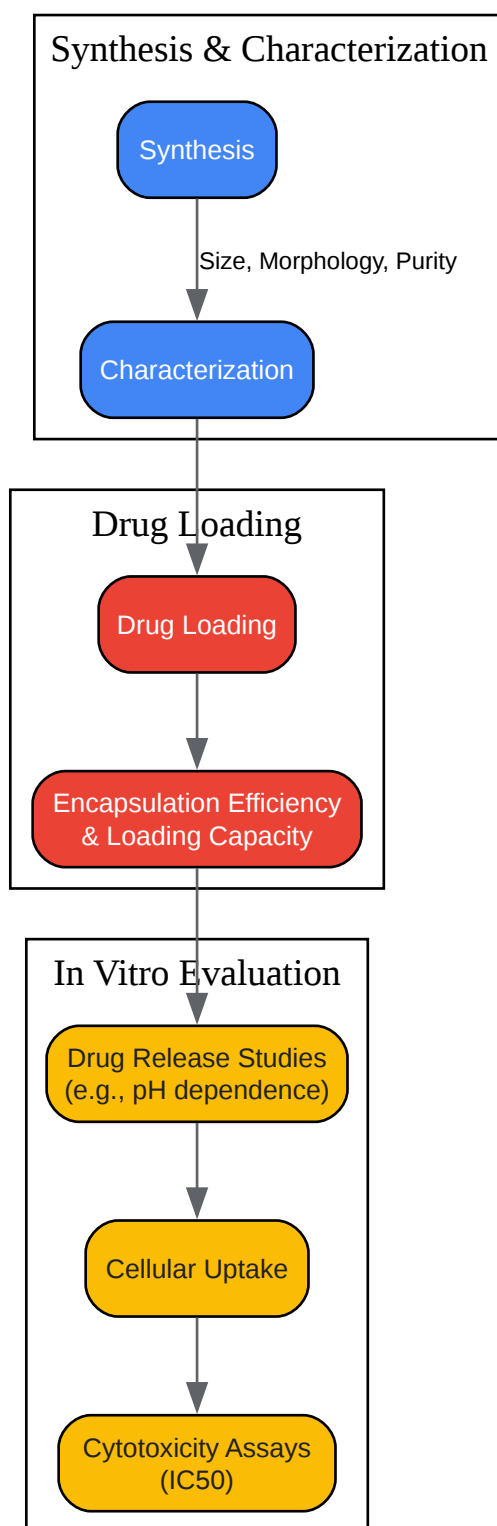 Synthesis & Characterization
Synthesis
Size, Morphology, Purity
Characterization
Drug Loading
Drug Loading
Encapsulation Efficiency
& Loading Capacity
In Vitro Evaluation
Drug Release Studies
(e.g., pH dependence)
Cellular Uptake
Cytotoxicity Assays
(IC50)